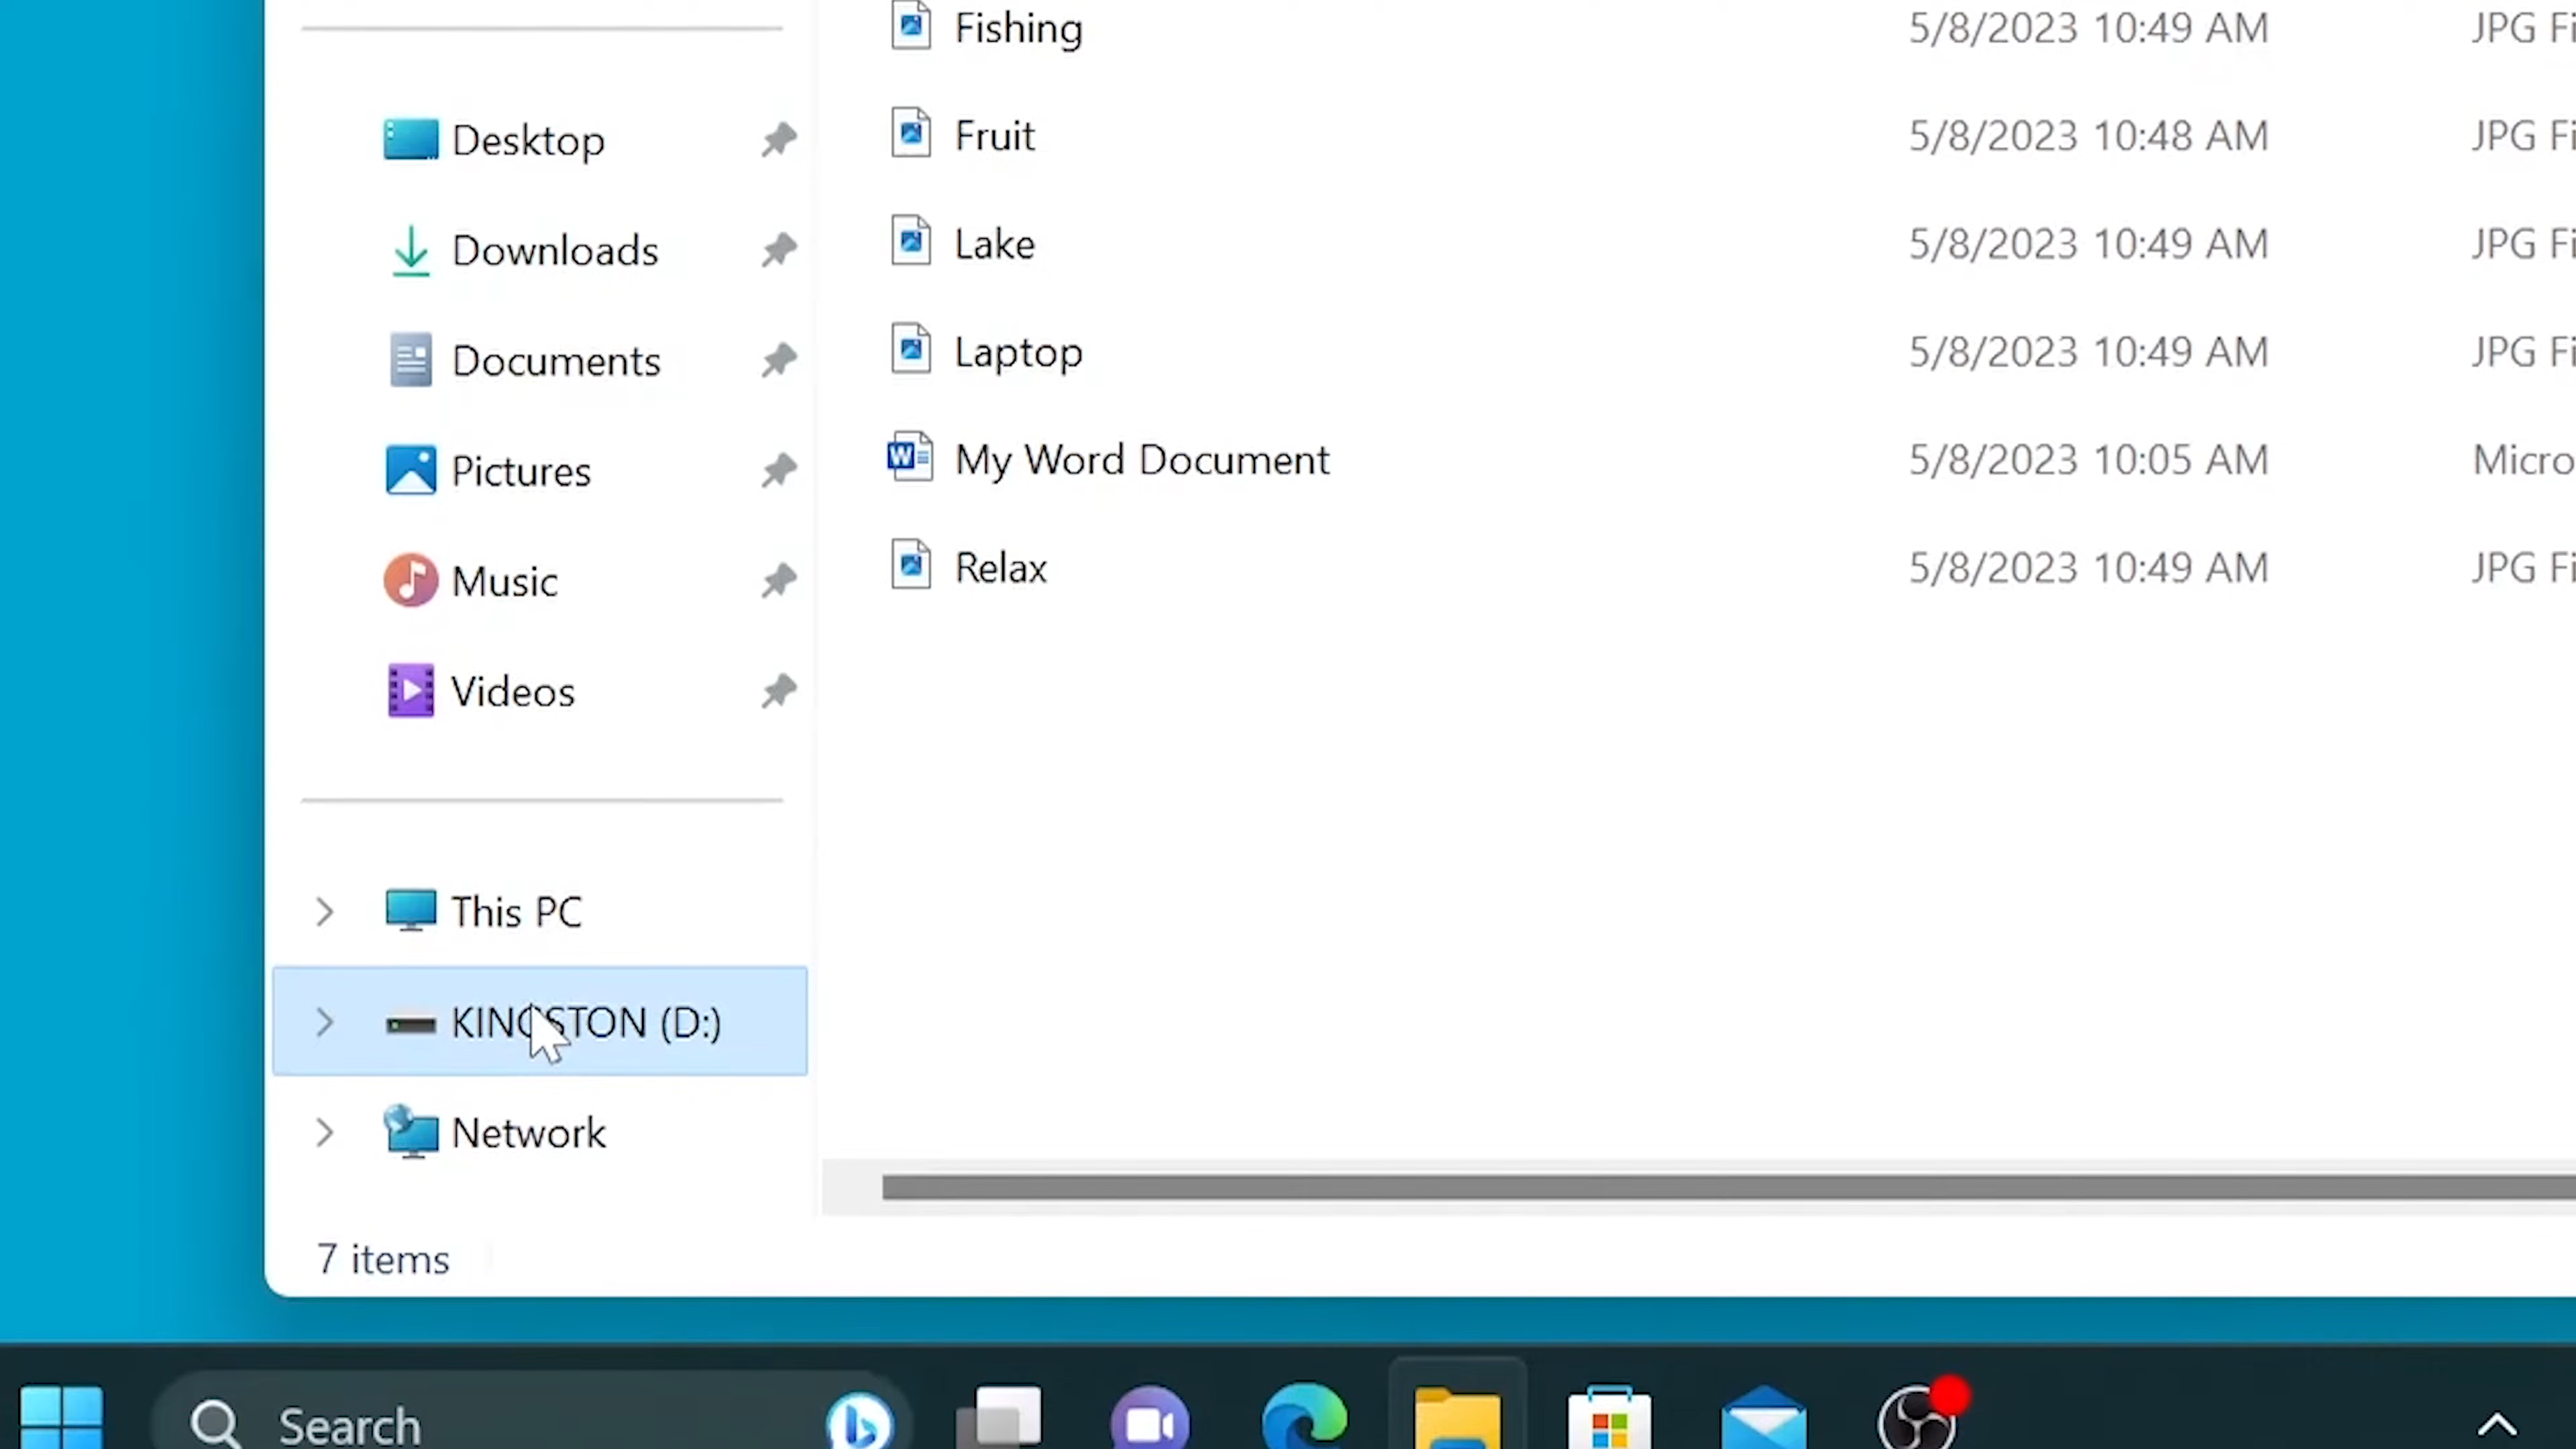 Fishing 5/8/2023 10:49 AM JPG Fi
Desktop
Fruit 5/8/2023 10:48 AM JPG Fi
Downloads
Lake 5/8/2023 10:49 AM JPG Fi
Documents
Laptop 5/8/2023 10:49 AM JPG Fi
Pictures
My Word Document 5/8/2023 10:05 AM Micro
Music
Relax 5/8/2023 10:49 AM JPG Fi
Videos
This PC
KINGSTON (D:)
Network
7 items
Search